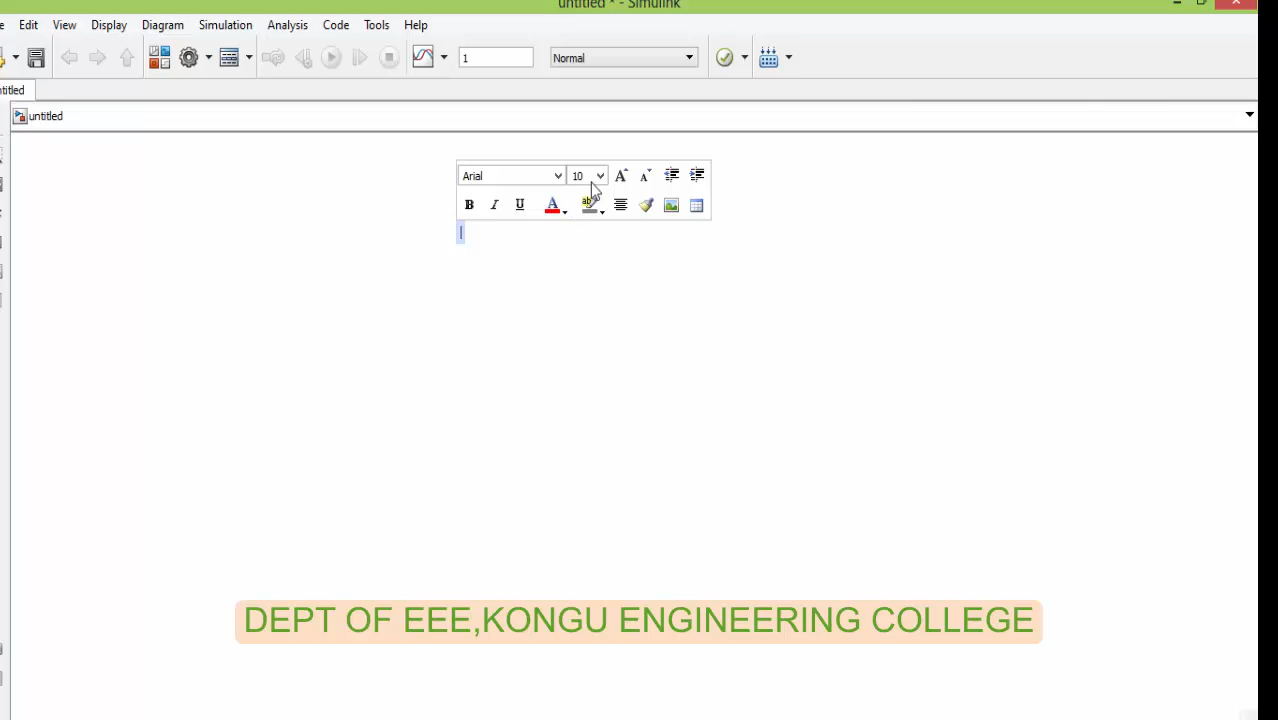 untitled * - Simulink
Edit View Display Diagram Simulation Analysis Code Tools Help
1 Normal
titled
untitled
Arial 10
B I U A ab
DEPT OF EEE,KONGU ENGINEERING COLLEGE